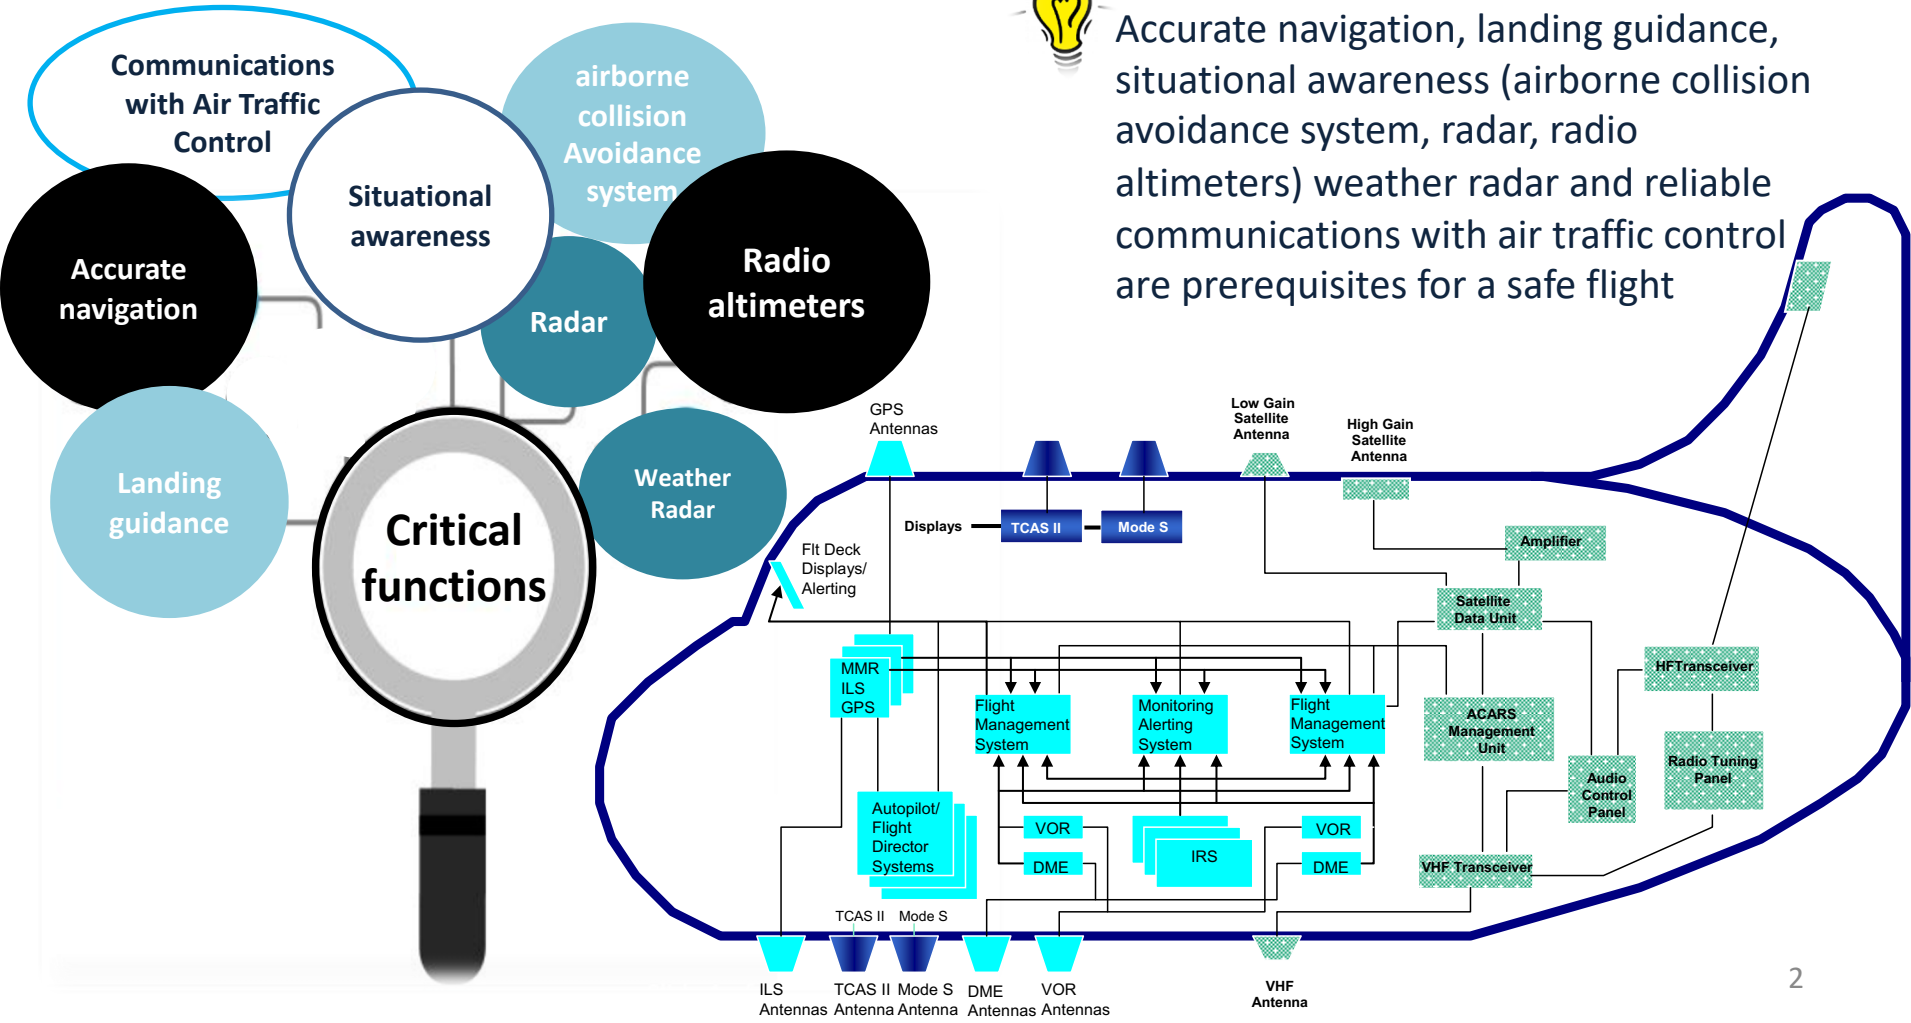 Communications
with Air Traffic
Control
airborne
collision
Avoidance
system
Situational
awareness
Accurate
navigation
Radio
altimeters
Radar
Landing
guidance
Weather
Radar
Critical
functions
Accurate navigation, landing guidance,
situational awareness (airborne collision
avoidance system, radar, radio
altimeters) weather radar and reliable
communications with air traffic control
are prerequisites for a safe flight
GPS
Antennas
Low Gain
Satellite
Antenna
High Gain
Satellite
Antenna
Displays
TCAS II
Mode S
Flt Deck
Displays/
Alerting
Amplifier
Satellite
Data Unit
MMR
ILS
GPS
Flight
Management
System
Monitoring
Alerting
System
Flight
Management
System
HFTransceiver
ACARS
Management
Unit
Radio Tuning
Panel
Audio
Control
Panel
Autopilot/
Flight
Director
Systems
VOR
DME
IRS
VOR
DME
VHF Transceiver
TCAS II
Mode S
ILS
Antennas
TCAS II
Antenna
Mode S
Antenna
DME
Antennas
VOR
Antennas
VHF
Antenna
2